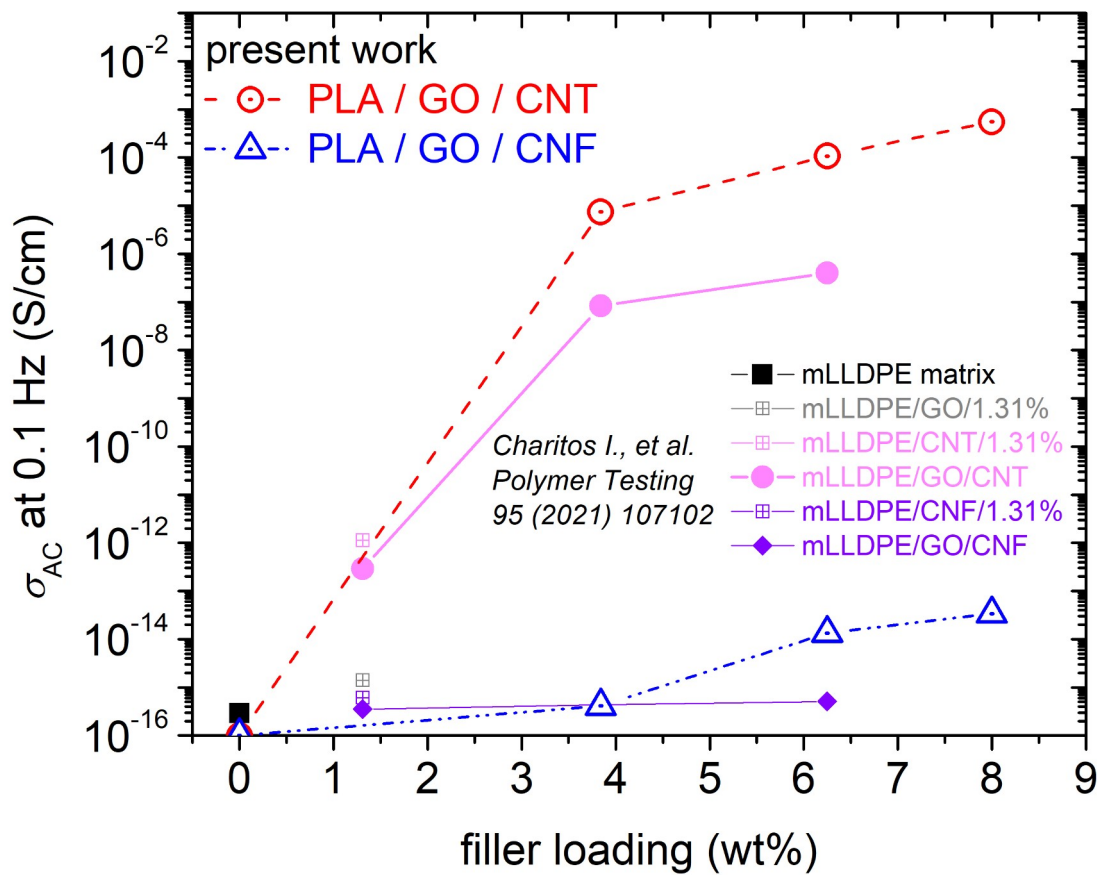 present work
PLA / GO / CNT
PLA / GO / CNF
10⁻²
10⁻⁴
10⁻⁶
10⁻⁸
10⁻¹⁰
10⁻¹²
10⁻¹⁴
10⁻¹⁶
σAC at 0.1 Hz (S/cm)
mLLDPE matrix
mLLDPE/GO/1.31%
mLLDPE/CNT/1.31%
mLLDPE/GO/CNT
mLLDPE/CNF/1.31%
mLLDPE/GO/CNF
Charitos I., et al.
Polymer Testing
95 (2021) 107102
0 1 2 3 4 5 6 7 8 9
filler loading (wt%)